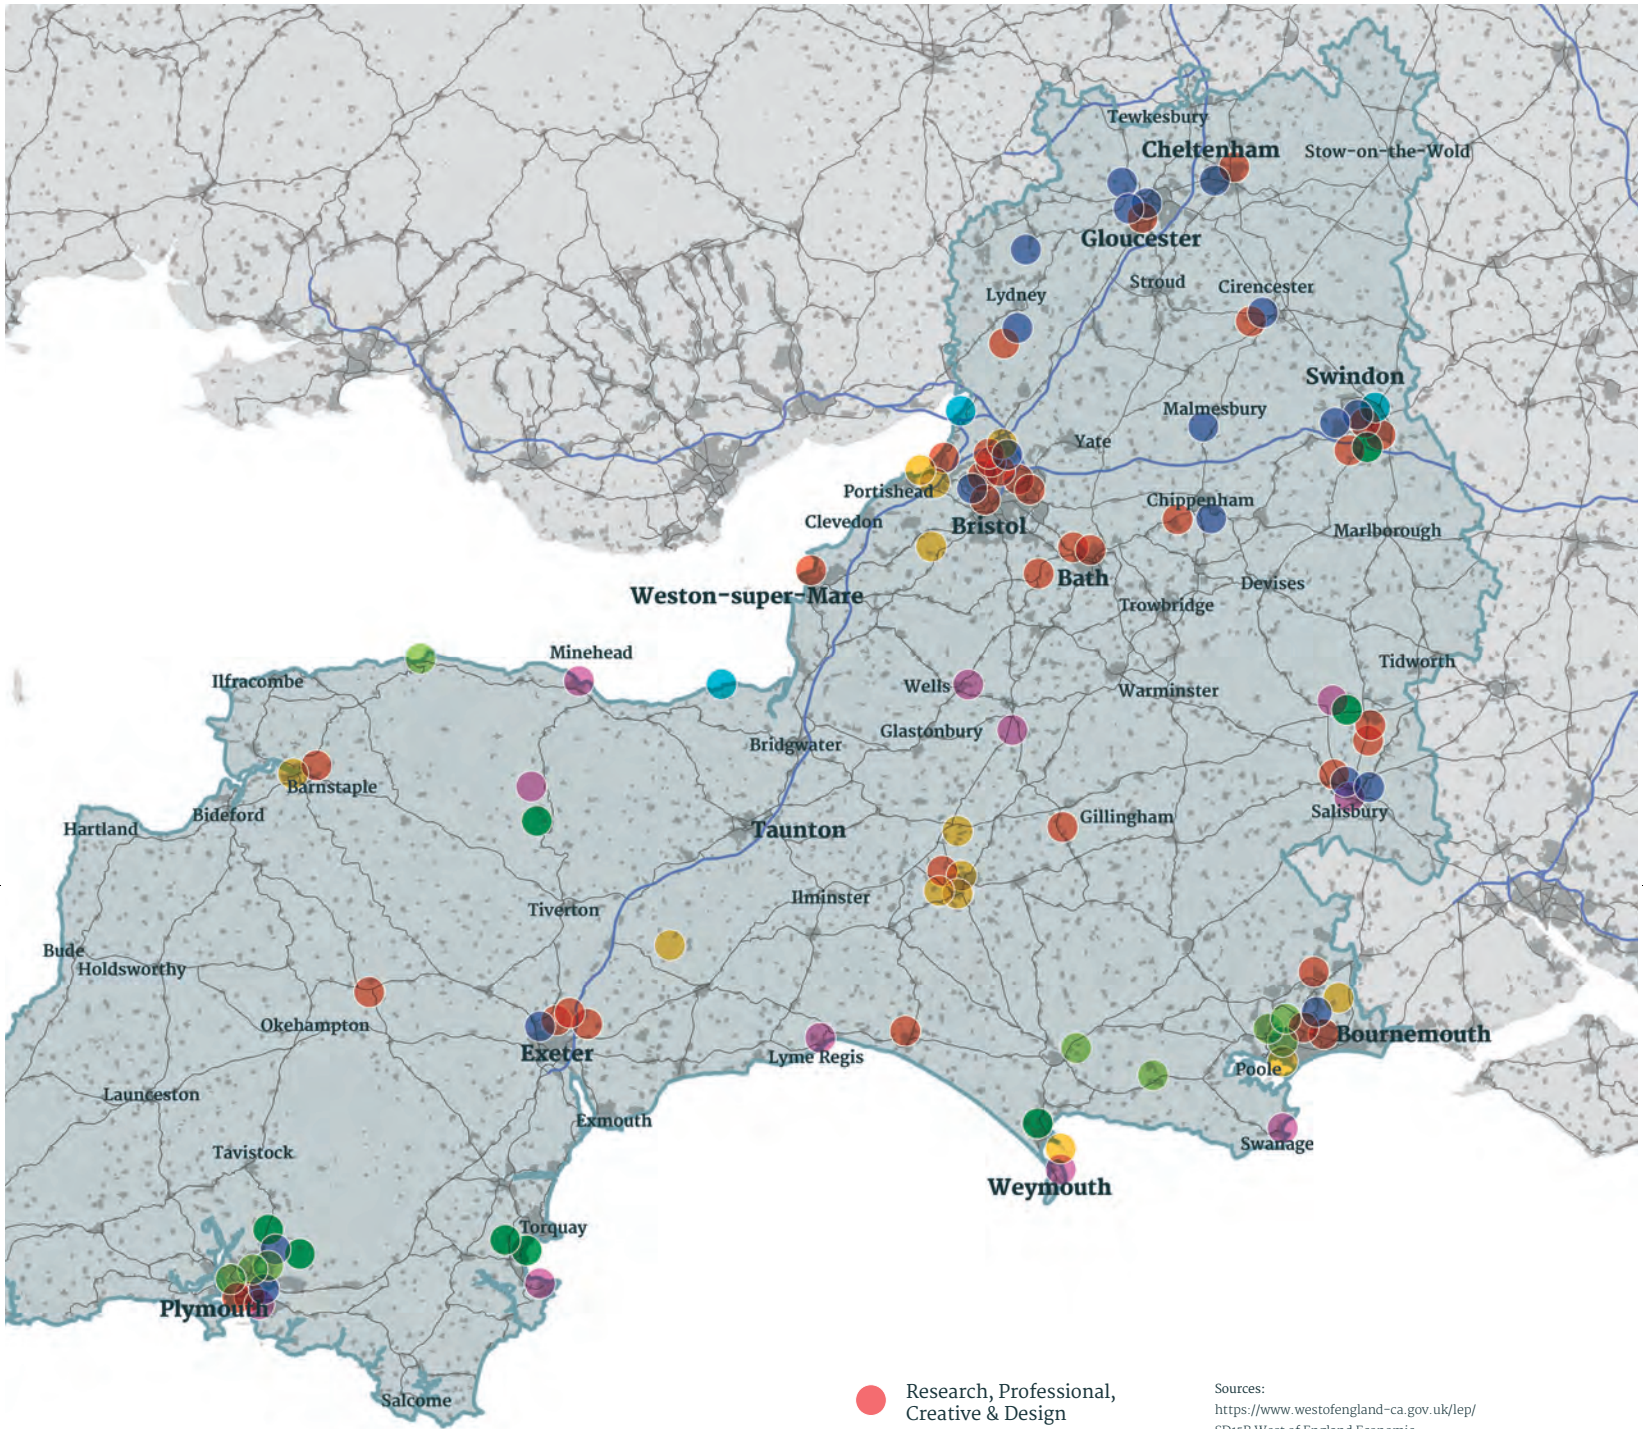 Tewkesbury
Cheltenham
Stow-on-the-Wold
Gloucester
Stroud
Cirencester
Lydney
Swindon
Malmesbury
Yate
Portishead
Chippenham
Clevedon
Bristol
Marlborough
Bath
Devises
Weston-super-Mare
Trowbridge
Minehead
Tidworth
Ilfracombe
Wells
Warminster
Glastonbury
Bridgwater
Barnstaple
Bideford
Gillingham
Salisbury
Hartland
Taunton
Ilminster
Tiverton
Bude
Holdsworthy
Okehampton
Bournemouth
Exeter
Lyme Regis
Poole
Launceston
Exmouth
Swanage
Tavistock
Weymouth
Torquay
Plymouth
Salcome
Research, Professional,
Creative & Design
Sources:
https://www.westofengland-ca.gov.uk/lep/